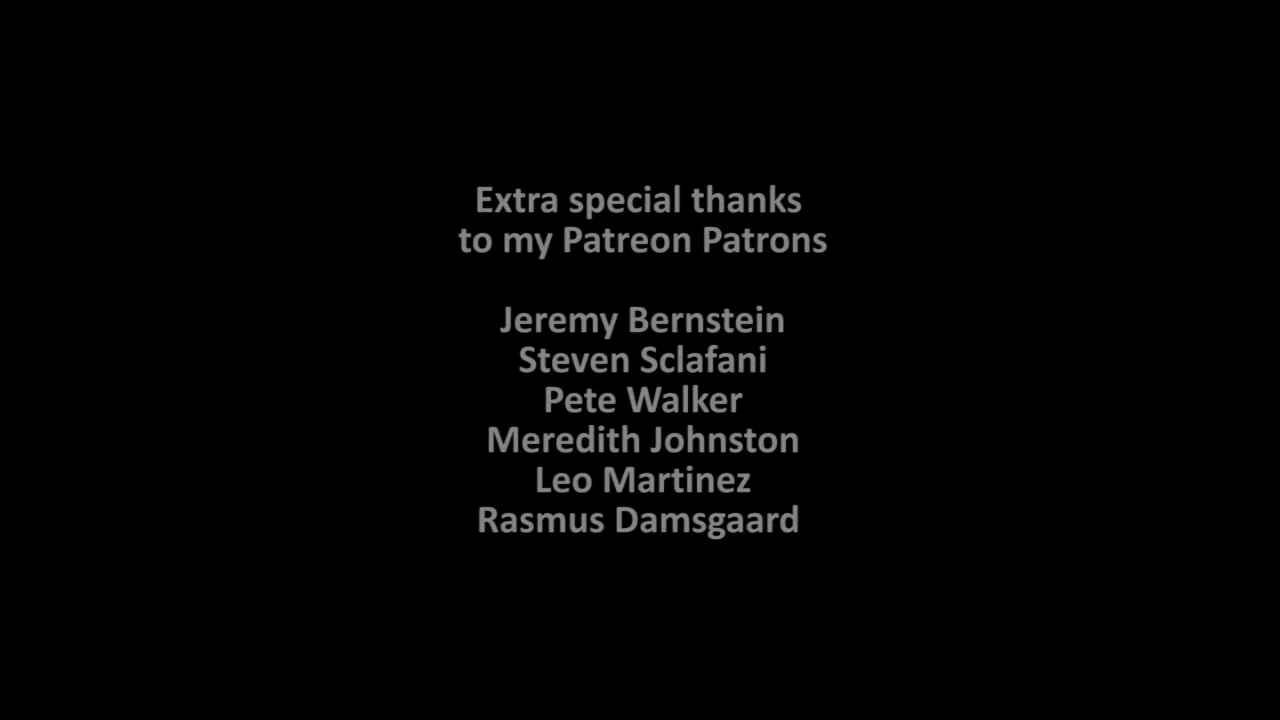 Extra special thanks
to my Patreon Patrons
Jeremy Bernstein
Steven Sclafani
Pete Walker
Meredith Johnston
Leo Martinez
Rasmus Damsgaard